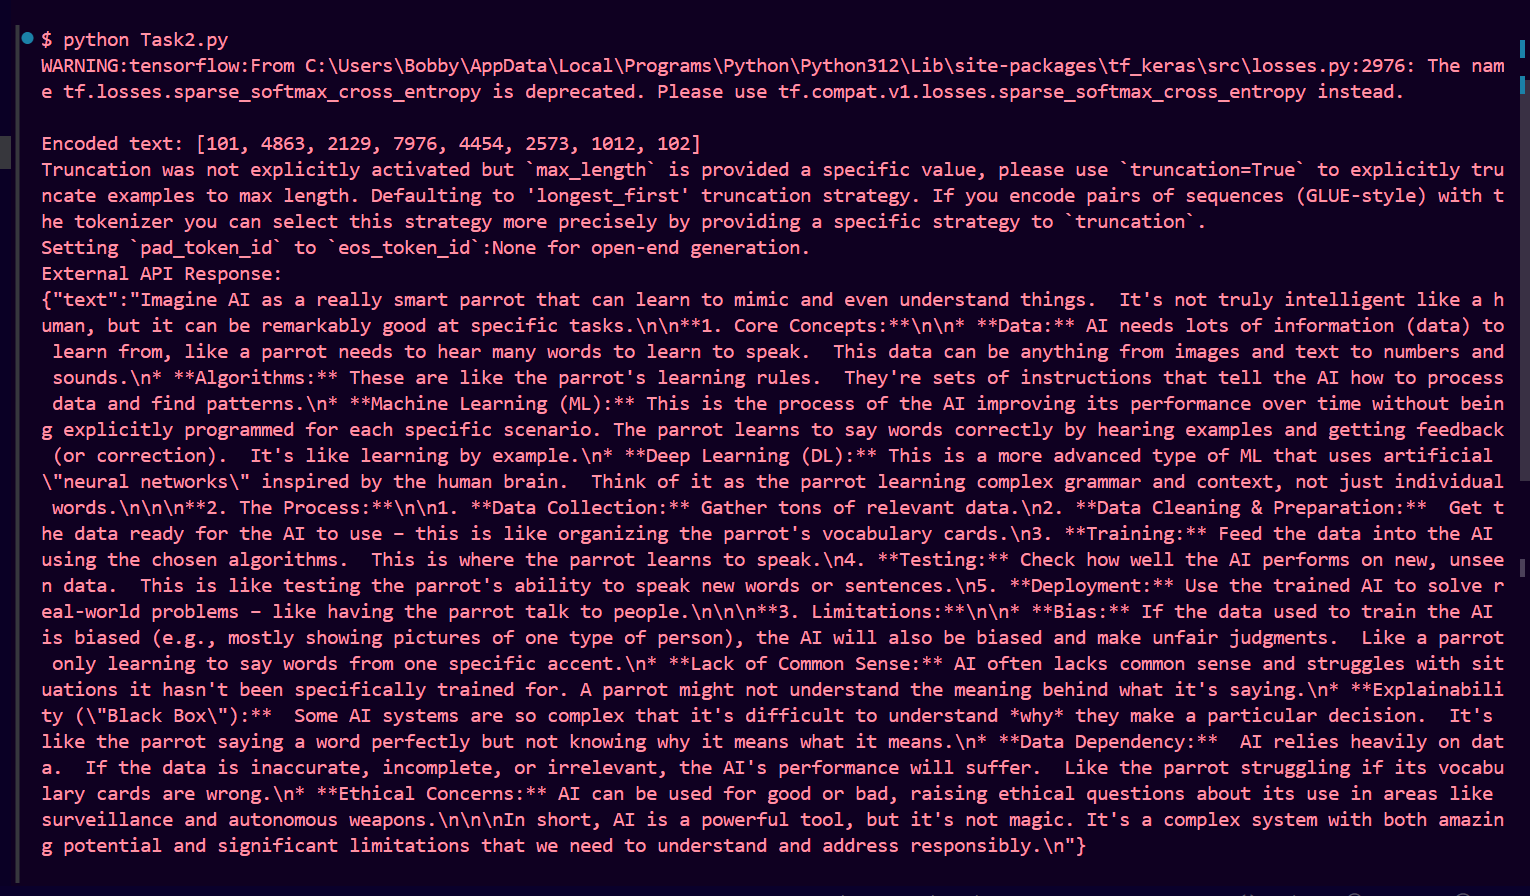 $ python Task2.py
WARNING:tensorflow:From C:\Users\Bobby\AppData\Local\Programs\Python\Python312\Lib\site-packages\tf_keras\src\losses.py:2976: The nam
e tf.losses.sparse_softmax_cross_entropy is deprecated. Please use tf.compat.v1.losses.sparse_softmax_cross_entropy instead.
Encoded text: [101, 4863, 2129, 7976, 4454, 2573, 1012, 102]
Truncation was not explicitly activated but `max_length` is provided a specific value, please use `truncation=True` to explicitly tru
ncate examples to max length. Defaulting to 'longest_first' truncation strategy. If you encode pairs of sequences (GLUE-style) with t
he tokenizer you can select this strategy more precisely by providing a specific strategy to `truncation`.
Setting `pad_token_id` to `eos_token_id`:None for open-end generation.
External API Response:
{"text":"Imagine AI as a really smart parrot that can learn to mimic and even understand things.  It's not truly intelligent like a h
uman, but it can be remarkably good at specific tasks.\n\n**1. Core Concepts:**\n\n* **Data:** AI needs lots of information (data) to
 learn from, like a parrot needs to hear many words to learn to speak.  This data can be anything from images and text to numbers and
 sounds.\n* **Algorithms:** These are like the parrot's learning rules.  They're sets of instructions that tell the AI how to process
 data and find patterns.\n* **Machine Learning (ML):** This is the process of the AI improving its performance over time without bein
g explicitly programmed for each specific scenario. The parrot learns to say words correctly by hearing examples and getting feedback
 (or correction).  It's like learning by example.\n* **Deep Learning (DL):** This is a more advanced type of ML that uses artificial
\"neural networks\" inspired by the human brain.  Think of it as the parrot learning complex grammar and context, not just individual
 words.\n\n\n**2. The Process:**\n\n1. **Data Collection:** Gather tons of relevant data.\n2. **Data Cleaning & Preparation:**  Get t
he data ready for the AI to use – this is like organizing the parrot's vocabulary cards.\n3. **Training:** Feed the data into the AI
using the chosen algorithms.  This is where the parrot learns to speak.\n4. **Testing:** Check how well the AI performs on new, unsee
n data.  This is like testing the parrot's ability to speak new words or sentences.\n5. **Deployment:** Use the trained AI to solve r
eal-world problems – like having the parrot talk to people.\n\n\n**3. Limitations:**\n\n* **Bias:** If the data used to train the AI
is biased (e.g., mostly showing pictures of one type of person), the AI will also be biased and make unfair judgments.  Like a parrot
 only learning to say words from one specific accent.\n* **Lack of Common Sense:** AI often lacks common sense and struggles with sit
uations it hasn't been specifically trained for. A parrot might not understand the meaning behind what it's saying.\n* **Explainabili
ty (\"Black Box\"):**  Some AI systems are so complex that it's difficult to understand *why* they make a particular decision.  It's
like the parrot saying a word perfectly but not knowing why it means what it means.\n* **Data Dependency:**  AI relies heavily on dat
a.  If the data is inaccurate, incomplete, or irrelevant, the AI's performance will suffer.  Like the parrot struggling if its vocabu
lary cards are wrong.\n* **Ethical Concerns:** AI can be used for good or bad, raising ethical questions about its use in areas like
surveillance and autonomous weapons.\n\n\nIn short, AI is a powerful tool, but it's not magic. It's a complex system with both amazin
g potential and significant limitations that we need to understand and address responsibly.\n"}